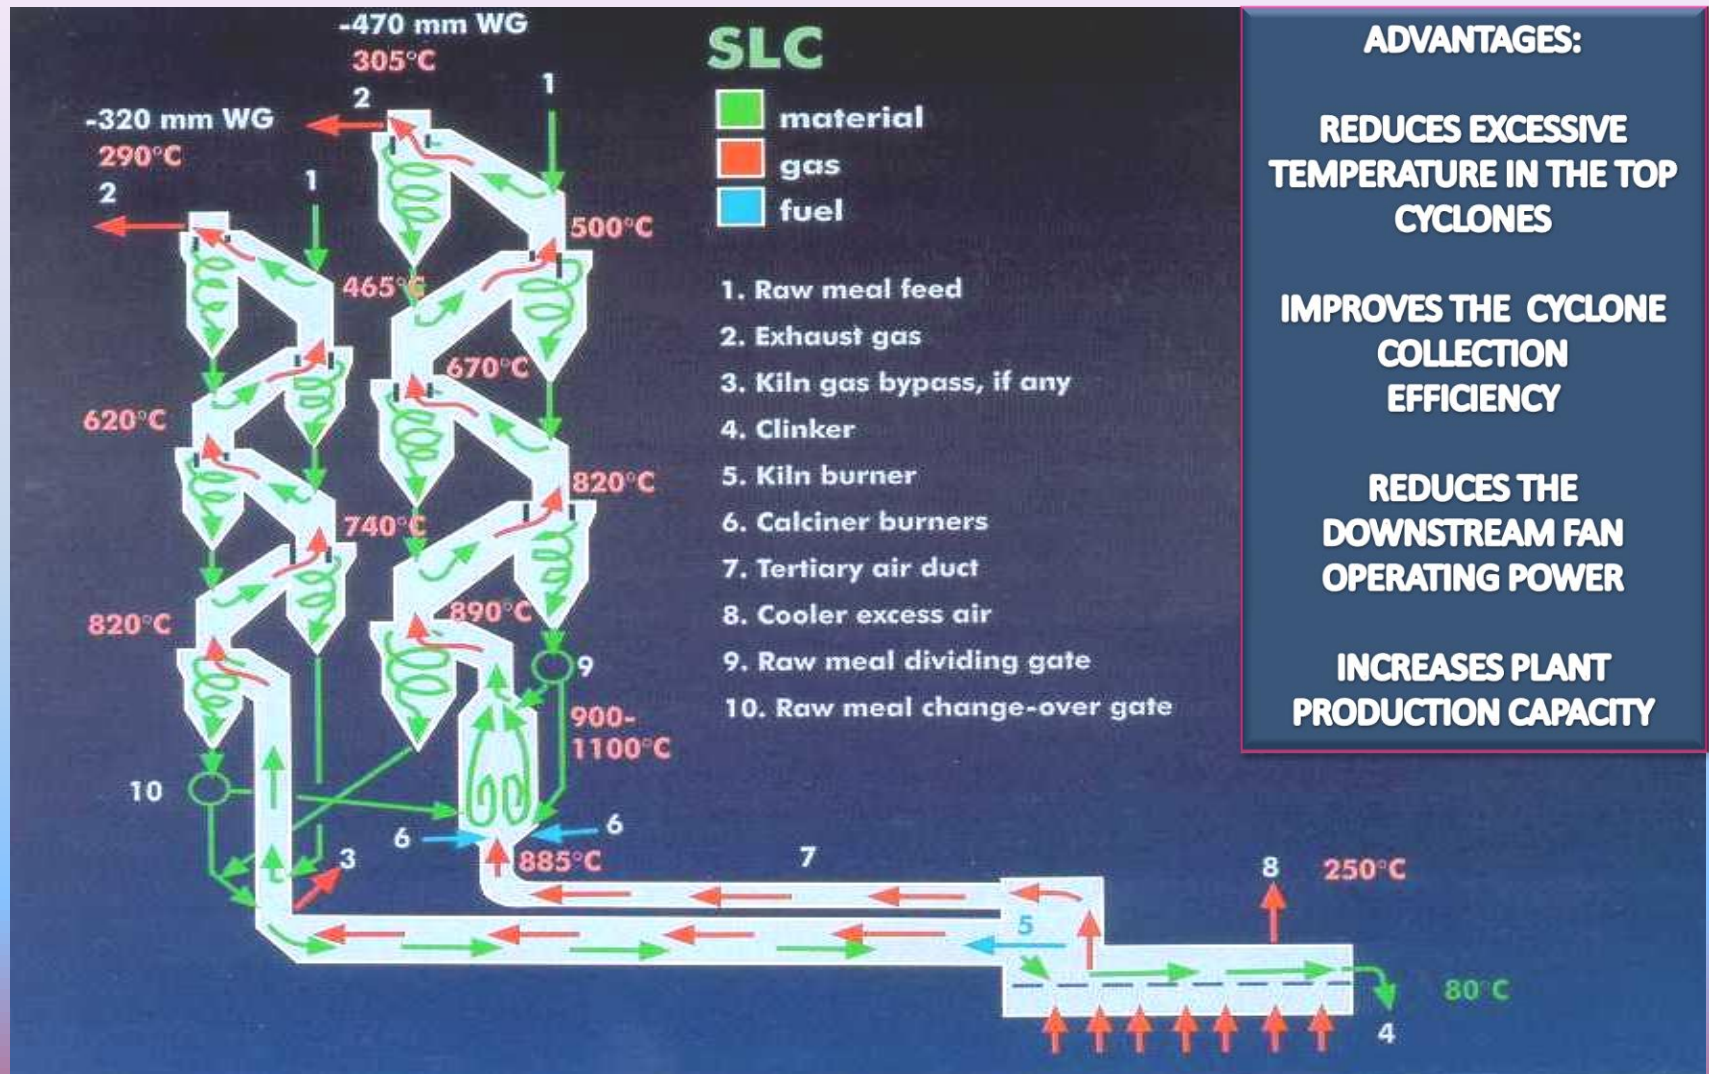 -470 mm WG
305°C
2
1
-320 mm WG
290°C
2
1
500°C
465°C
670°C
620°C
820°C
740°C
890°C
820°C
9
900-
1100°C
10
6
6
3
885°C
7
8
250°C
5
80°C
4
SLC
material
gas
fuel
1. Raw meal feed
2. Exhaust gas
3. Kiln gas bypass, if any
4. Clinker
5. Kiln burner
6. Calciner burners
7. Tertiary air duct
8. Cooler excess air
9. Raw meal dividing gate
10. Raw meal change-over gate
ADVANTAGES:
REDUCES EXCESSIVE
TEMPERATURE IN THE TOP
CYCLONES
IMPROVES THE CYCLONE
COLLECTION
EFFICIENCY
REDUCES THE
DOWNSTREAM FAN
OPERATING POWER
INCREASES PLANT
PRODUCTION CAPACITY